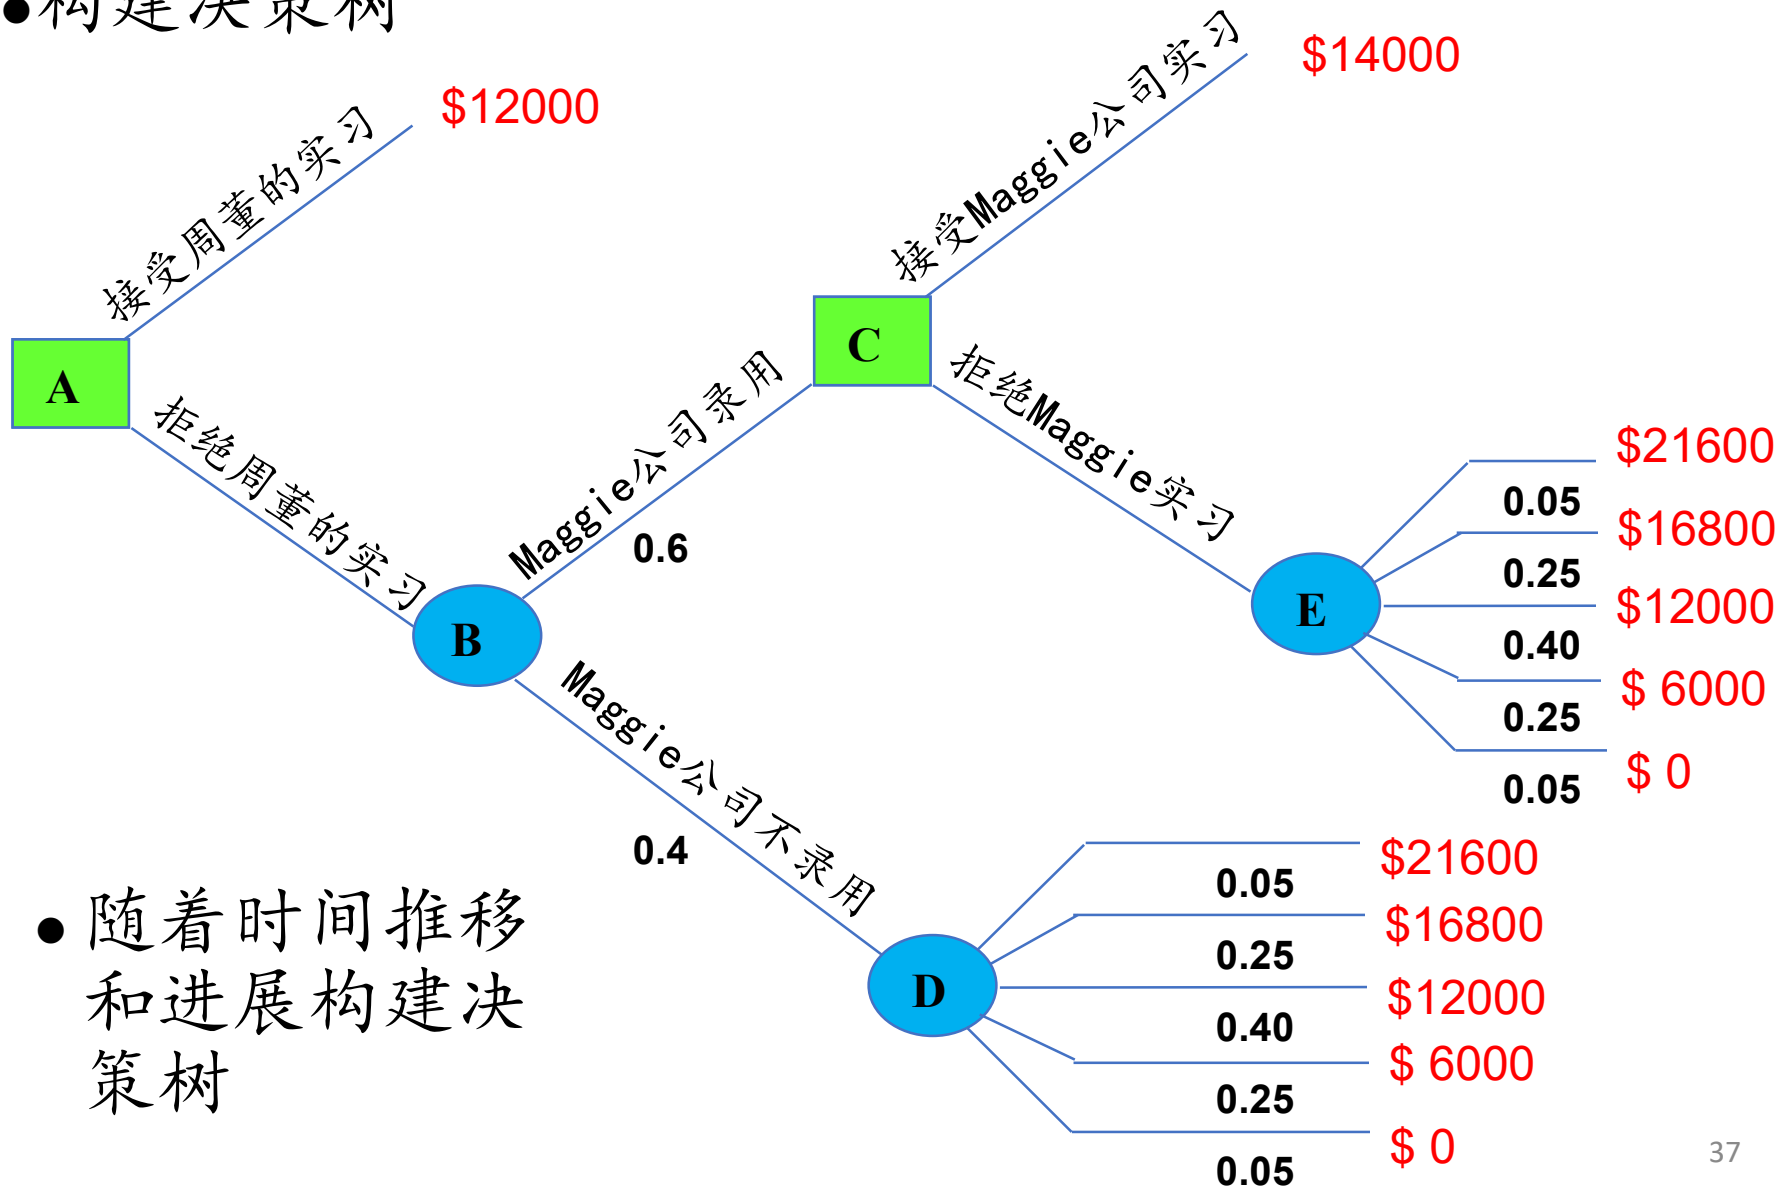 •构建决策树
$12000
接受周董的实习
A
拒绝周董的实习
B
Maggie公司录用
0.6
Maggie公司不录用
0.4
C
接受Maggie公司实习
$14000
拒绝Maggie实习
E
$21600
0.05
$16800
0.25
$12000
0.40
$ 6000
0.25
$ 0
0.05
D
$21600
0.05
$16800
0.25
$12000
0.40
$ 6000
0.25
$ 0
0.05
•随着时间推移
和进展构建决
策树
37